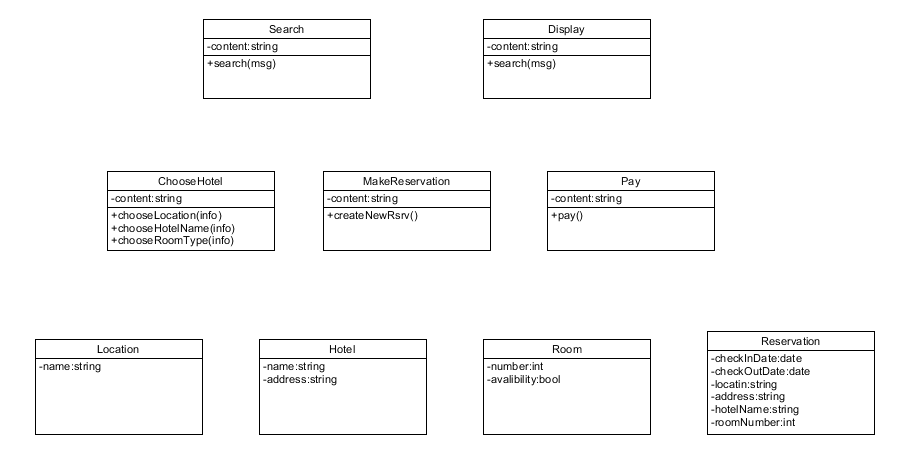 Search
-content:string
+search(msg)
Display
-content:string
+search(msg)
ChooseHotel
-content:string
+chooseLocation(info)
+chooseHotelName(info)
+chooseRoomType(info)
MakeReservation
-content:string
+createNewRsrv()
Pay
-content:string
+pay()
Location
-name:string
Hotel
-name:string
-address:string
Room
-number:int
-avalibility:bool
Reservation
-checkInDate:date
-checkOutDate:date
-locatin:string
-address:string
-hotelName:string
-roomNumber:int